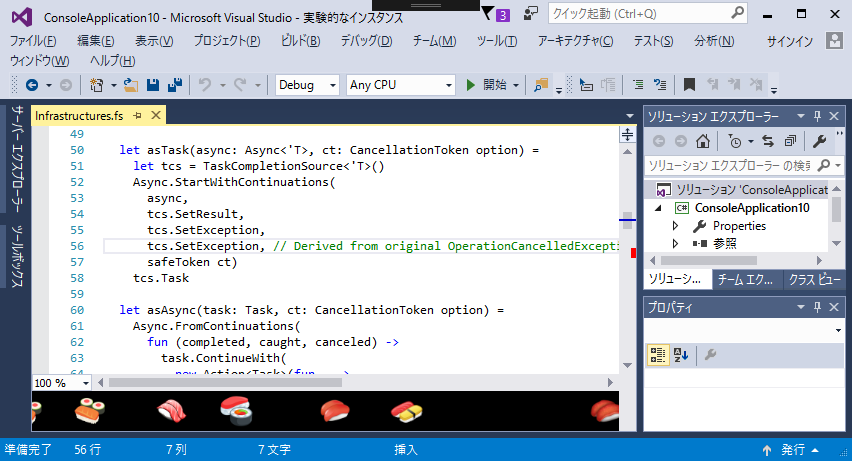 ConsoleApplication10 - Microsoft Visual Studio - 実験的なインスタンス
3
クイック起動 (Ctrl+Q)
ファイル(F) 編集(E) 表示(V) プロジェクト(P) ビルド(B) デバッグ(D) チーム(M) ツール(T) アーキテクチャ(C) テスト(S) 分析(N) サインイン
ウィンドウ(W) ヘルプ(H)
Debug Any CPU 開始
サーバー エクスプローラー
ツールボックス
Infrastructures.fs
49
50 let asTask(async: Async<'T>, ct: CancellationToken option) =
51 let tcs = TaskCompletionSource<'T>()
52 Async.StartWithContinuations(
53 async,
54 tcs.SetResult,
55 tcs.SetException,
56 tcs.SetException, // Derived from original OperationCancelledExcepti
57 safeToken ct)
58 tcs.Task
59
60 let asAsync(task: Task, ct: CancellationToken option) =
61 Async.FromContinuations(
62 fun (completed, caught, canceled) ->
63 task.ContinueWith(
64 new Action<Task>(fun
100 %
ソリューション エクスプローラー
ソリューション エクスプローラー の検索
ソリューション 'ConsoleApplicat
C# ConsoleApplication10
Properties
参照
ソリューシ... チーム エク... クラス ビュー
プロパティ
準備完了 56 行 7 列 7 文字 挿入 発行